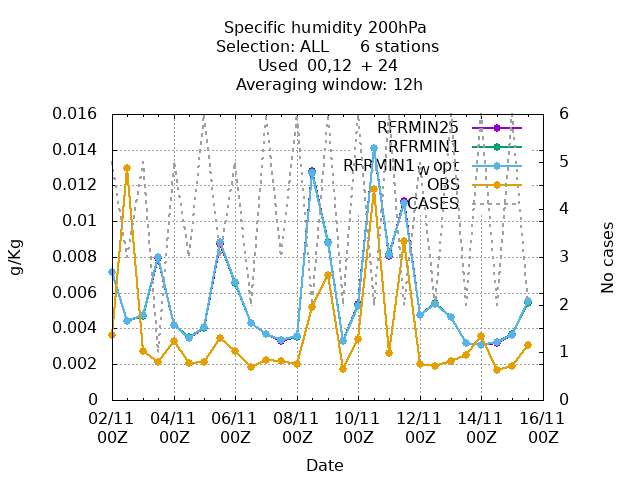 Specific humidity 200hPa
Selection: ALL 6 stations
Used 00,12 + 24
Averaging window: 12h
RFRMIN25
RFRMIN1
RFRMIN1_w_opt
OBS
CASES
g/Kg
0.016
0.014
0.012
0.01
0.008
0.006
0.004
0.002
0
No cases
6
5
4
3
2
1
0
02/11 04/11 06/11 08/11 10/11 12/11 14/11 16/11
00Z 00Z 00Z 00Z 00Z 00Z 00Z 00Z
Date